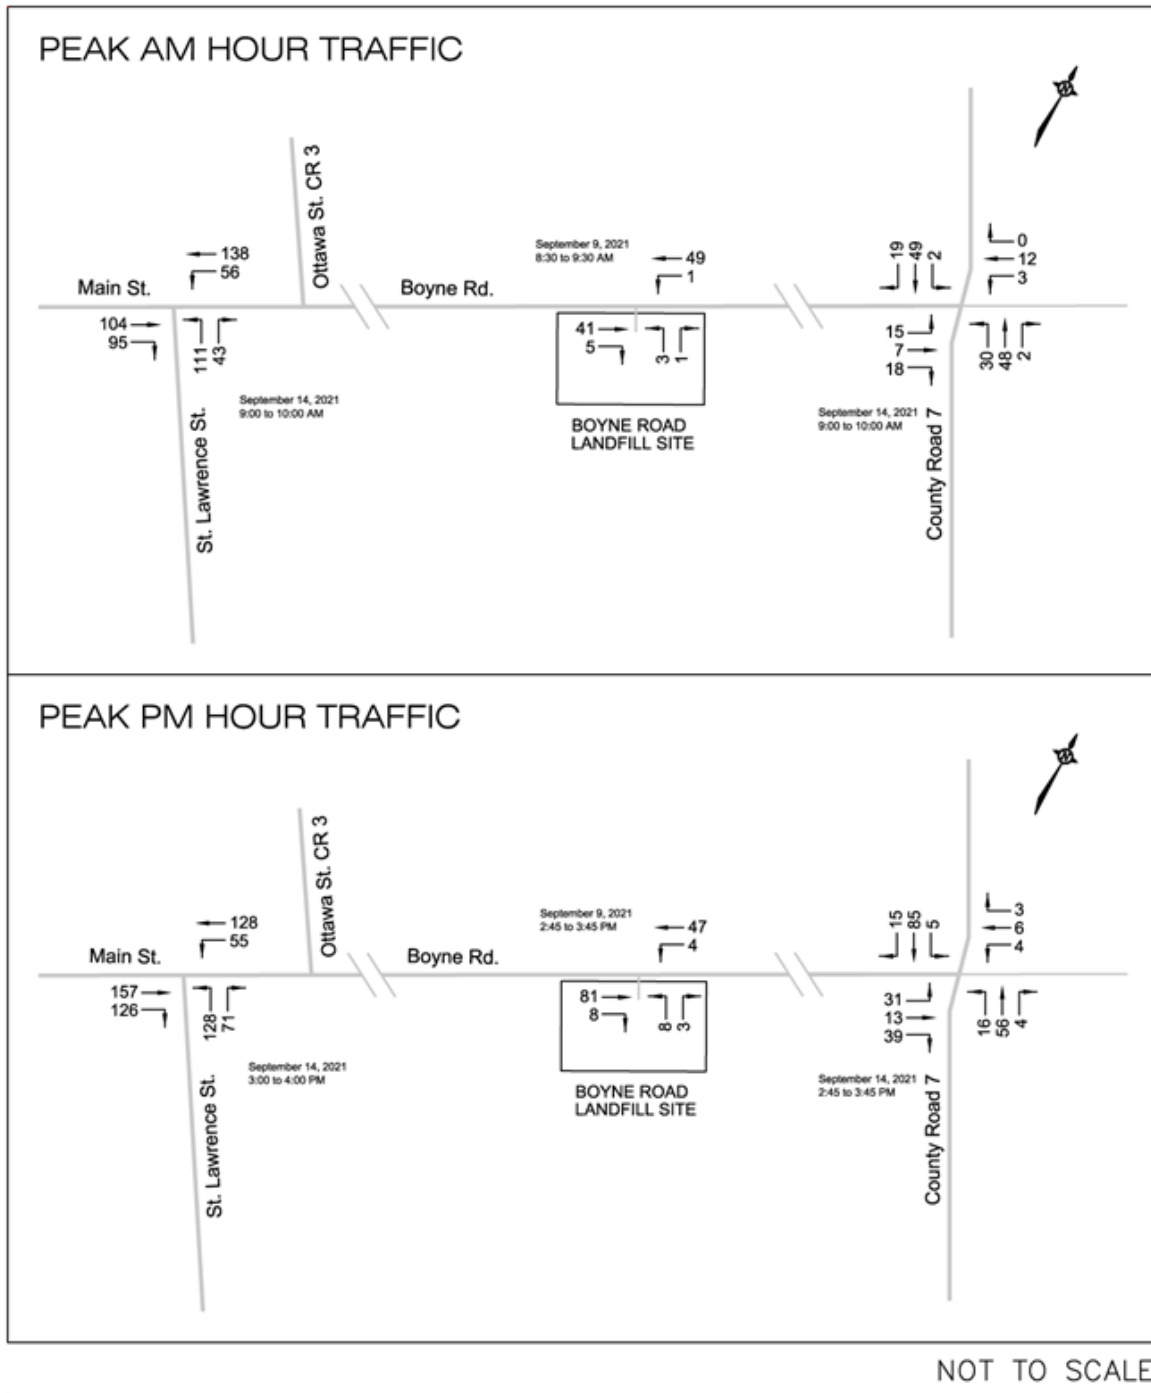 PEAK AM HOUR TRAFFIC
Ottawa St. CR 3
138
56
Main St.
104
95
111
43
September 14, 2021
9:00 to 10:00 AM
St. Lawrence St.
Boyne Rd.
September 9, 2021
8:30 to 9:30 AM
49
1
41
5
3
1
BOYNE ROAD
LANDFILL SITE
19
49
2
0
12
3
15
7
18
30
48
2
September 14, 2021
9:00 to 10:00 AM
County Road 7
PEAK PM HOUR TRAFFIC
Ottawa St. CR 3
128
55
Main St.
157
126
128
71
September 14, 2021
3:00 to 4:00 PM
St. Lawrence St.
Boyne Rd.
September 9, 2021
2:45 to 3:45 PM
47
4
81
8
8
3
BOYNE ROAD
LANDFILL SITE
15
85
5
3
6
4
31
13
39
16
56
4
September 14, 2021
2:45 to 3:45 PM
County Road 7
NOT TO SCALE